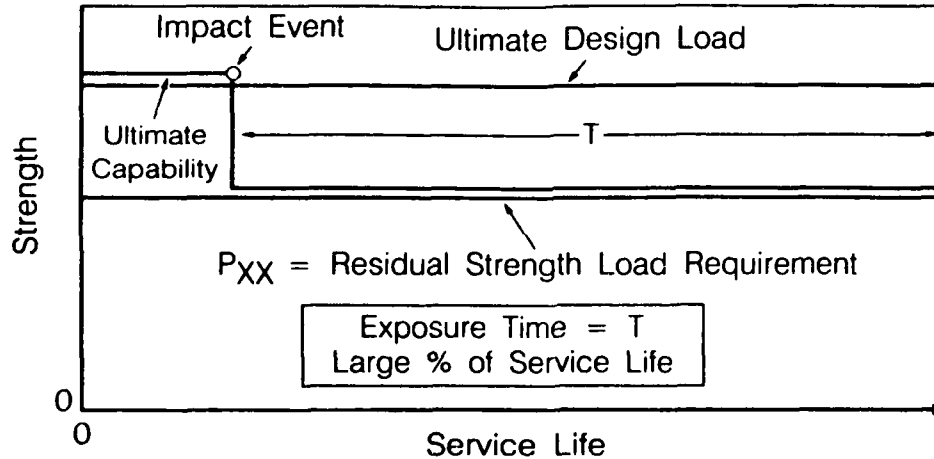 Impact Event
Ultimate Design Load
Ultimate
Capability
T
Strength
PXX = Residual Strength Load Requirement
Exposure Time = T
Large % of Service Life
0
0
Service Life